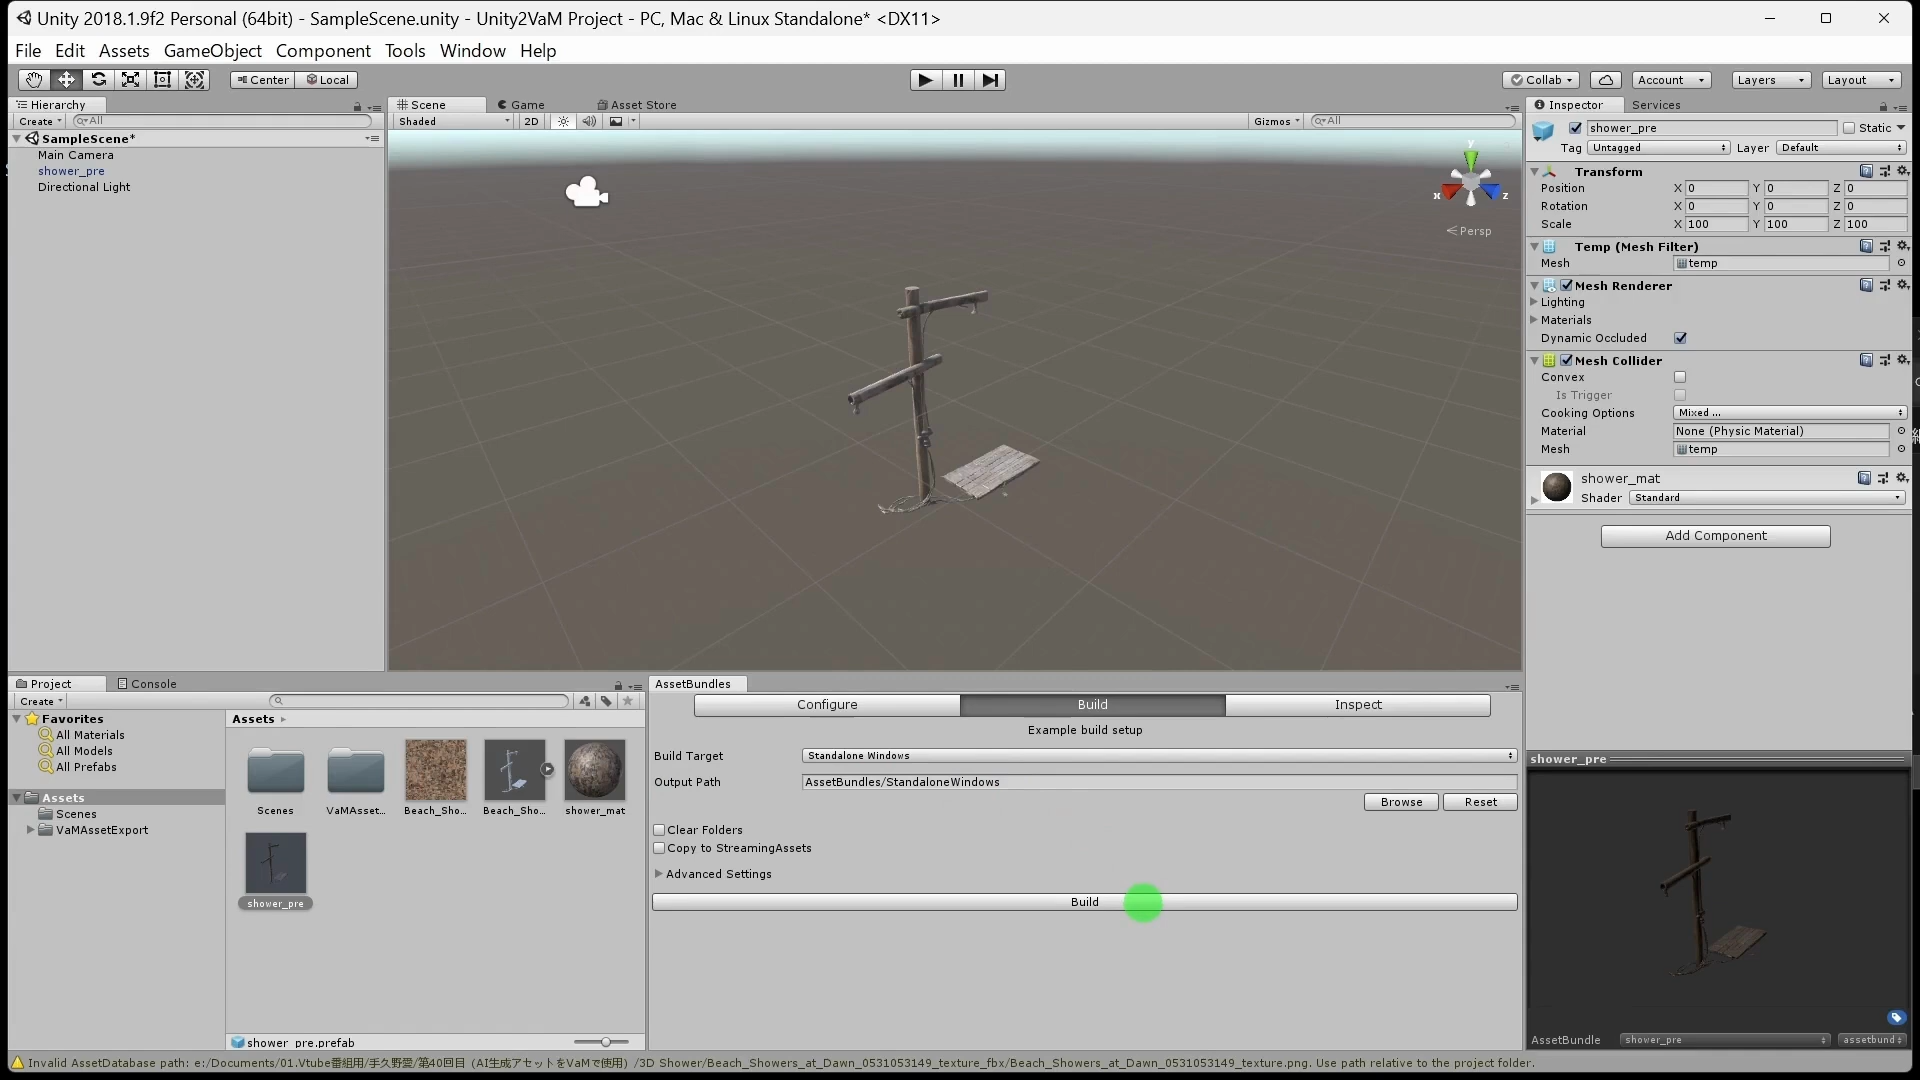 Unity 2018.1.9f2 Personal (64bit) - SampleScene.unity - Unity2VaM Project - PC, Mac & Linux Standalone* <DX11>
File Edit Assets GameObject Component Tools Window Help
Center Local Collab Account Layers Layout
Hierarchy
Create All
SampleScene*
Main Camera
shower_pre
Directional Light
Scene Game Asset Store
Shaded 2D Gizmos All
y
x z
Persp
Inspector Services
shower_pre Static
Tag Untagged Layer Default
Transform
Position X 0 Y 0 Z 0
Rotation X 0 Y 0 Z 0
Scale X 100 Y 100 Z 100
Temp (Mesh Filter)
Mesh temp
Mesh Renderer
Lighting
Materials
Dynamic Occluded
Mesh Collider
Convex
Is Trigger
Cooking Options Mixed ...
Material None (Physic Material)
Mesh temp
shower_mat
Shader Standard
Add Component
Project Console
Create
Favorites
All Materials
All Models
All Prefabs
Assets
Scenes
VaMAssetExport
Assets
Scenes VaMAsset... Beach_Sho... Beach_Sho... shower_mat
shower_pre
shower_pre.prefab
AssetBundles
Configure Build Inspect
Example build setup
Build Target Standalone Windows
Output Path AssetBundles/StandaloneWindows
Browse Reset
Clear Folders
Copy to StreamingAssets
Advanced Settings
Build
shower_pre
AssetBundle shower_pre assetbund
Invalid AssetDatabase path: e:/Documents/01.Vtube番組用/手久野愛/第40回目 (AI生成アセットをVaMで使用) /3D Shower/Beach_Showers_at_Dawn_0531053149_texture_fbx/Beach_Showers_at_Dawn_0531053149_texture.png. Use path relative to the project folder.